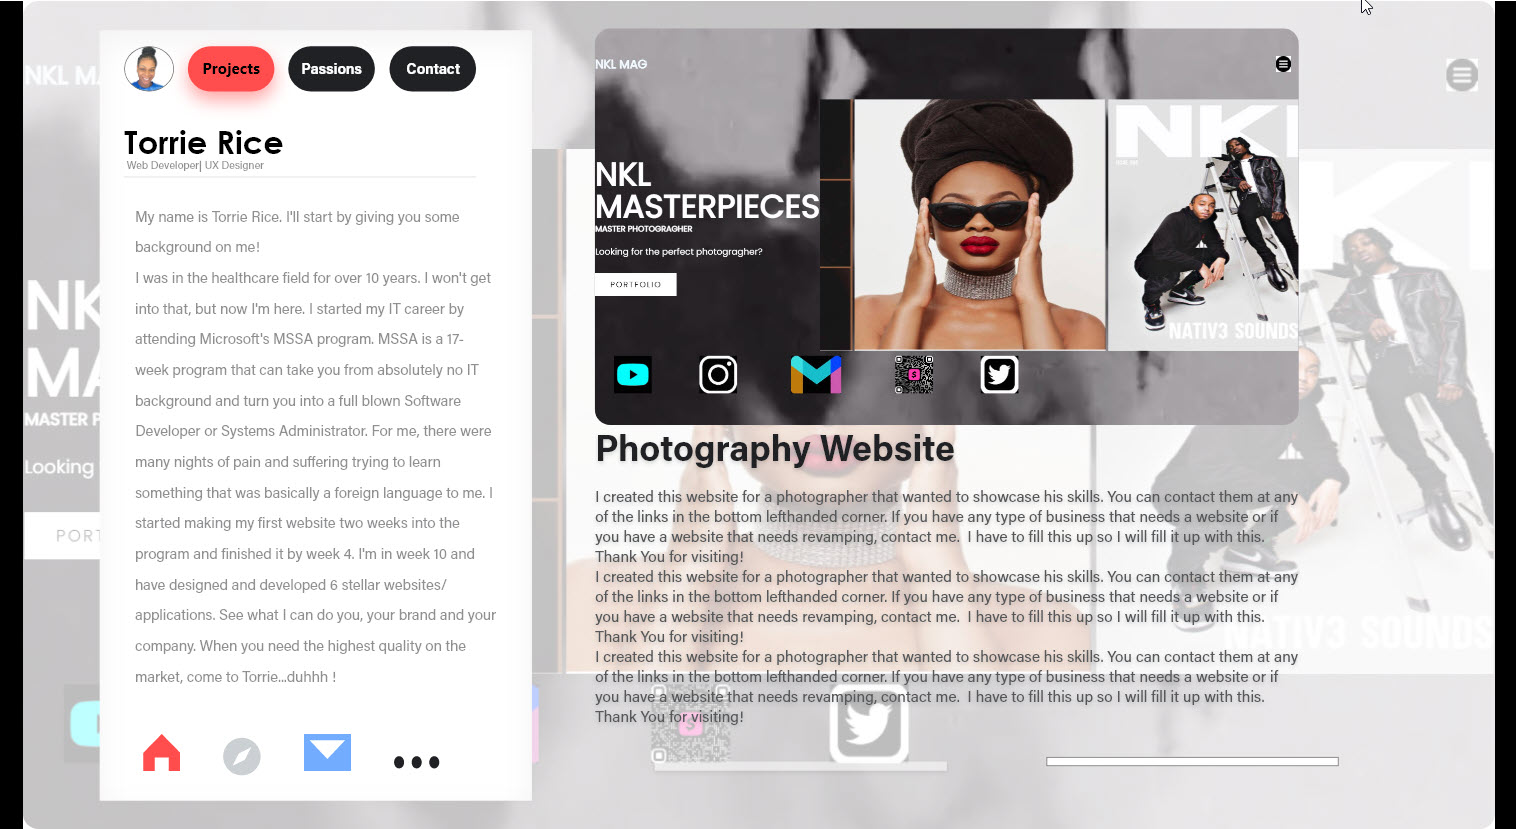 Projects
Passions
Contact
Torrie Rice
Web Developer| UX Designer
My name is Torrie Rice. I'll start by giving you some
background on me!
I was in the healthcare field for over 10 years. I won't get
into that, but now I'm here. I started my IT career by
attending Microsoft's MSSA program. MSSA is a 17-
week program that can take you from absolutely no IT
background and turn you into a full blown Software
Developer or Systems Administrator. For me, there were
many nights of pain and suffering trying to learn
something that was basically a foreign language to me. I
started making my first website two weeks into the
program and finished it by week 4. I'm in week 10 and
have designed and developed 6 stellar websites/
applications. See what I can do you, your brand and your
company. When you need the highest quality on the
market, come to Torrie...duhhh !
NKL MAG
NKL
MASTERPIECES
MASTER PHOTOGRAGHER
Looking for the perfect photogragher?
PORTFOLIO
NKL
NATIV3 SOUNDS
Photography Website
I created this website for a photographer that wanted to showcase his skills. You can contact them at any
of the links in the bottom lefthanded corner. If you have any type of business that needs a website or if
you have a website that needs revamping, contact me.  I have to fill this up so I will fill it up with this.
Thank You for visiting!
I created this website for a photographer that wanted to showcase his skills. You can contact them at any
of the links in the bottom lefthanded corner. If you have any type of business that needs a website or if
you have a website that needs revamping, contact me.  I have to fill this up so I will fill it up with this.
Thank You for visiting!
I created this website for a photographer that wanted to showcase his skills. You can contact them at any
of the links in the bottom lefthanded corner. If you have any type of business that needs a website or if
you have a website that needs revamping, contact me.  I have to fill this up so I will fill it up with this.
Thank You for visiting!
NKL MA
NK
MA
MASTER P
Looking
PORT
NATIV3 SOUNDS